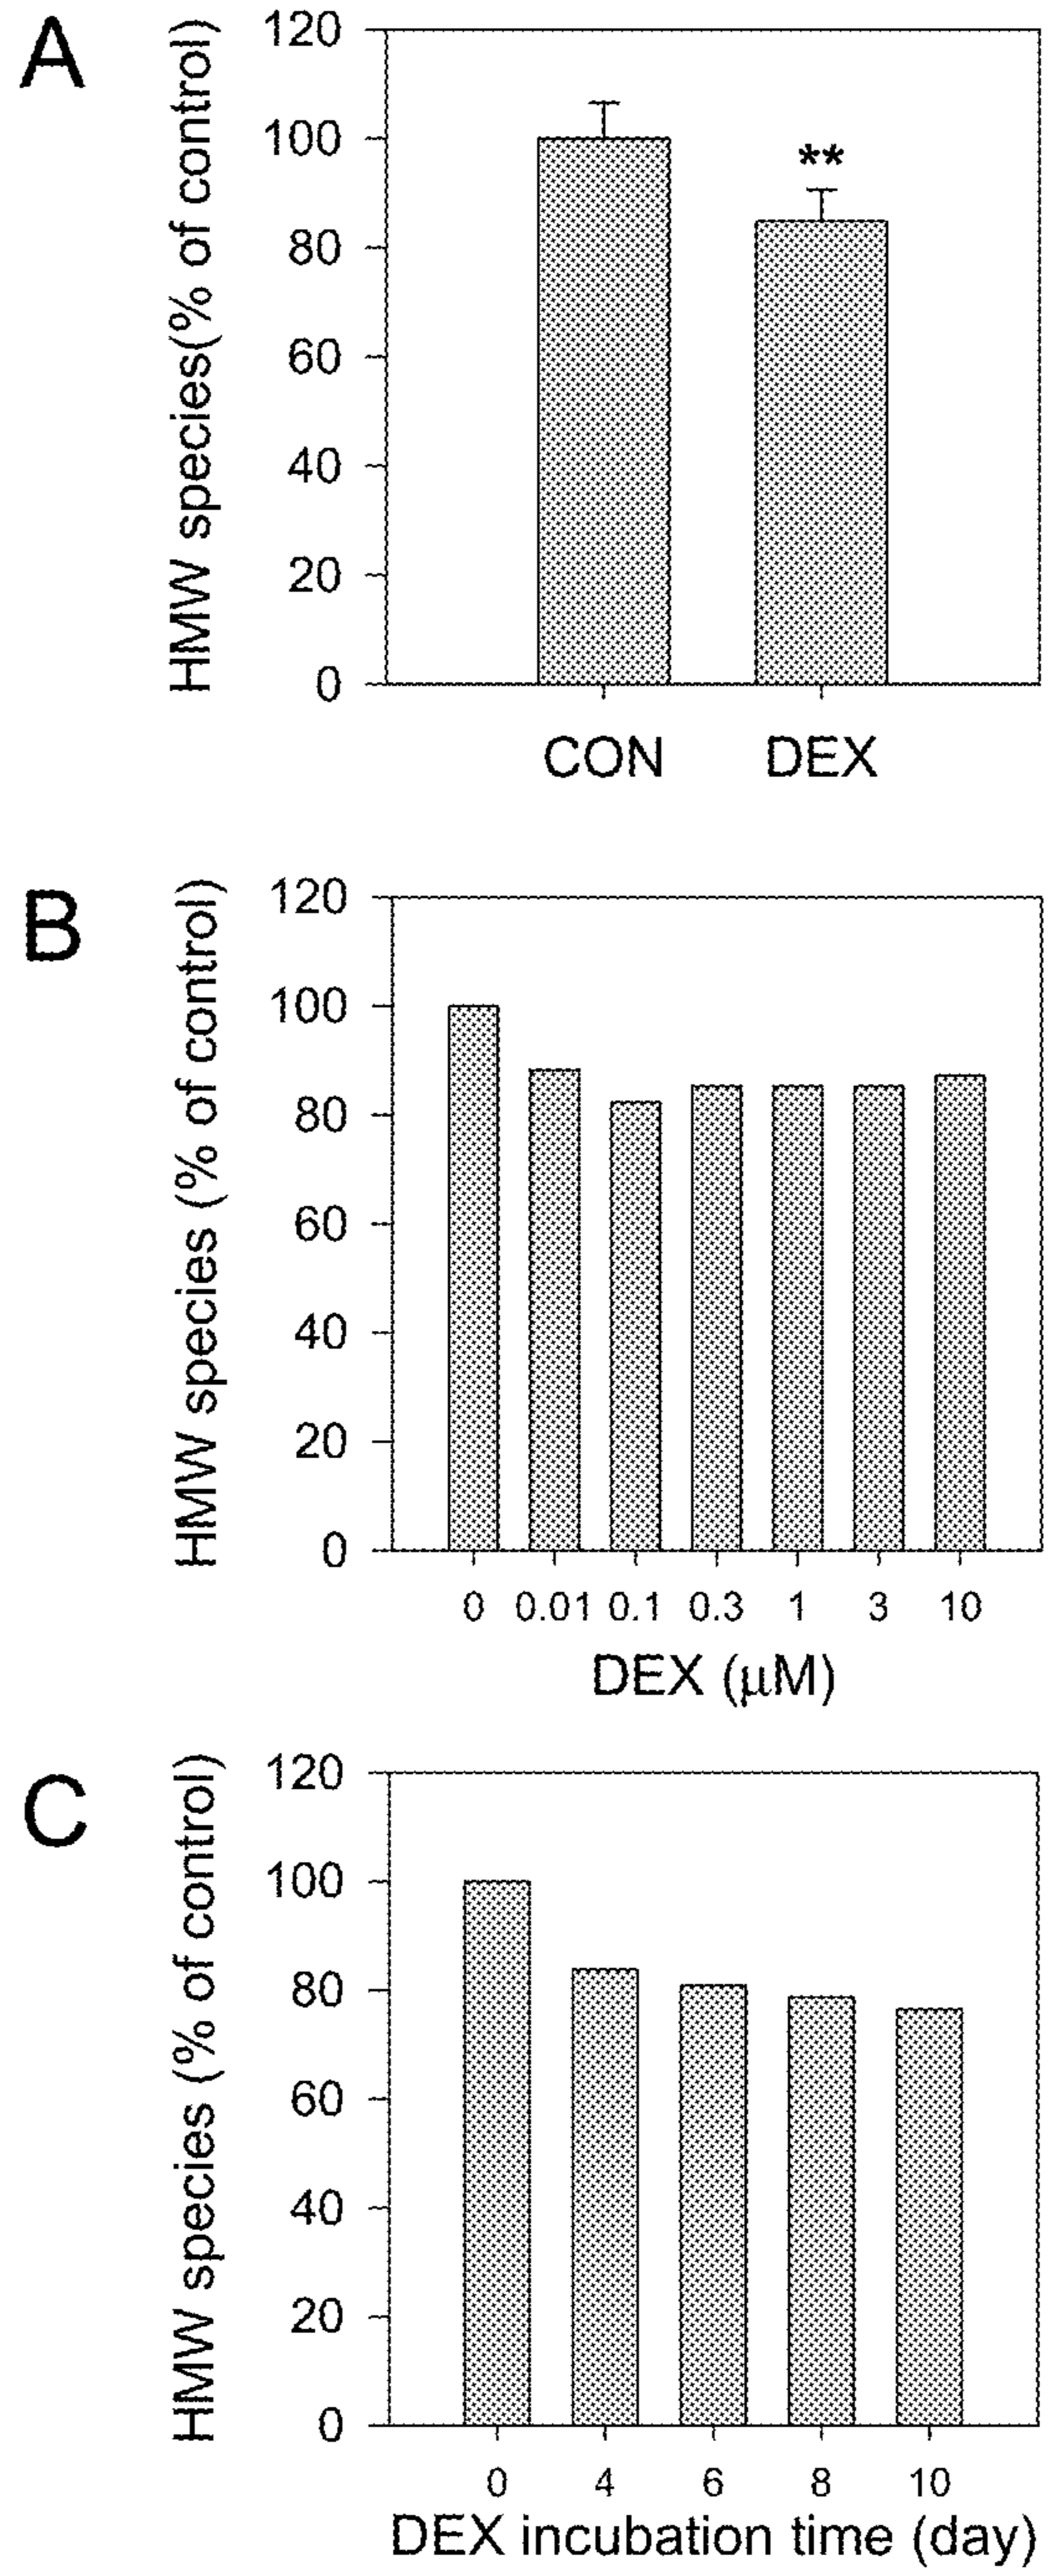 A
HMW species(% of control)
120
100
80
60
40
20
0
**
CON DEX
B
HMW species (% of control)
120
100
80
60
40
20
0
0 0.01 0.1 0.3 1 3 10
DEX (μM)
C
HMW species (% of control)
120
100
80
60
40
20
0
0 4 6 8 10
DEX incubation time (day)